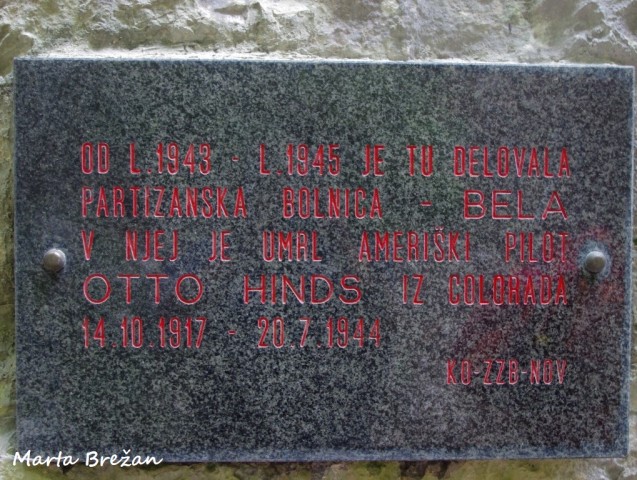 OD L.1943 - L.1945 JE TU DELOVALA
PARTIZANSKA BOLNICA - BELA
V NJEJ JE UMRL AMERIŠKI PILOT
OTTO HINDS IZ COLORADA
14.10.1917 - 20.7.1944
KO-ZZB-NOV
Marta Brežan